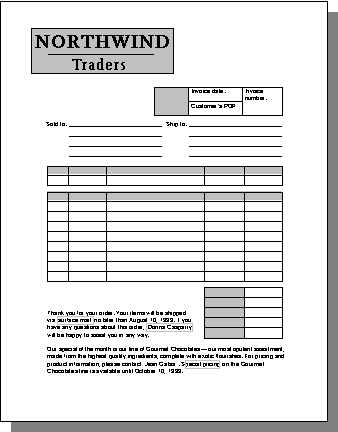 NORTHWIND
Traders
Invoice date:
Invoice number:
Customer's PO#
Sold to:
Ship to:
Thank you for your order. Your items will be shipped
via surface mail no later than August 10, 1999. If you
have any questions about this order,
be happy to assist you in any way.
Our special of the month is our line of Gourmet Chocolates—our most opulent assortment,
made from the highest quality ingredients, complete with exotic flourishes. For pricing and
product information, please contact Jean Gabor. Special pricing on the Gourmet
Chocolates line is available until October 10, 1999.